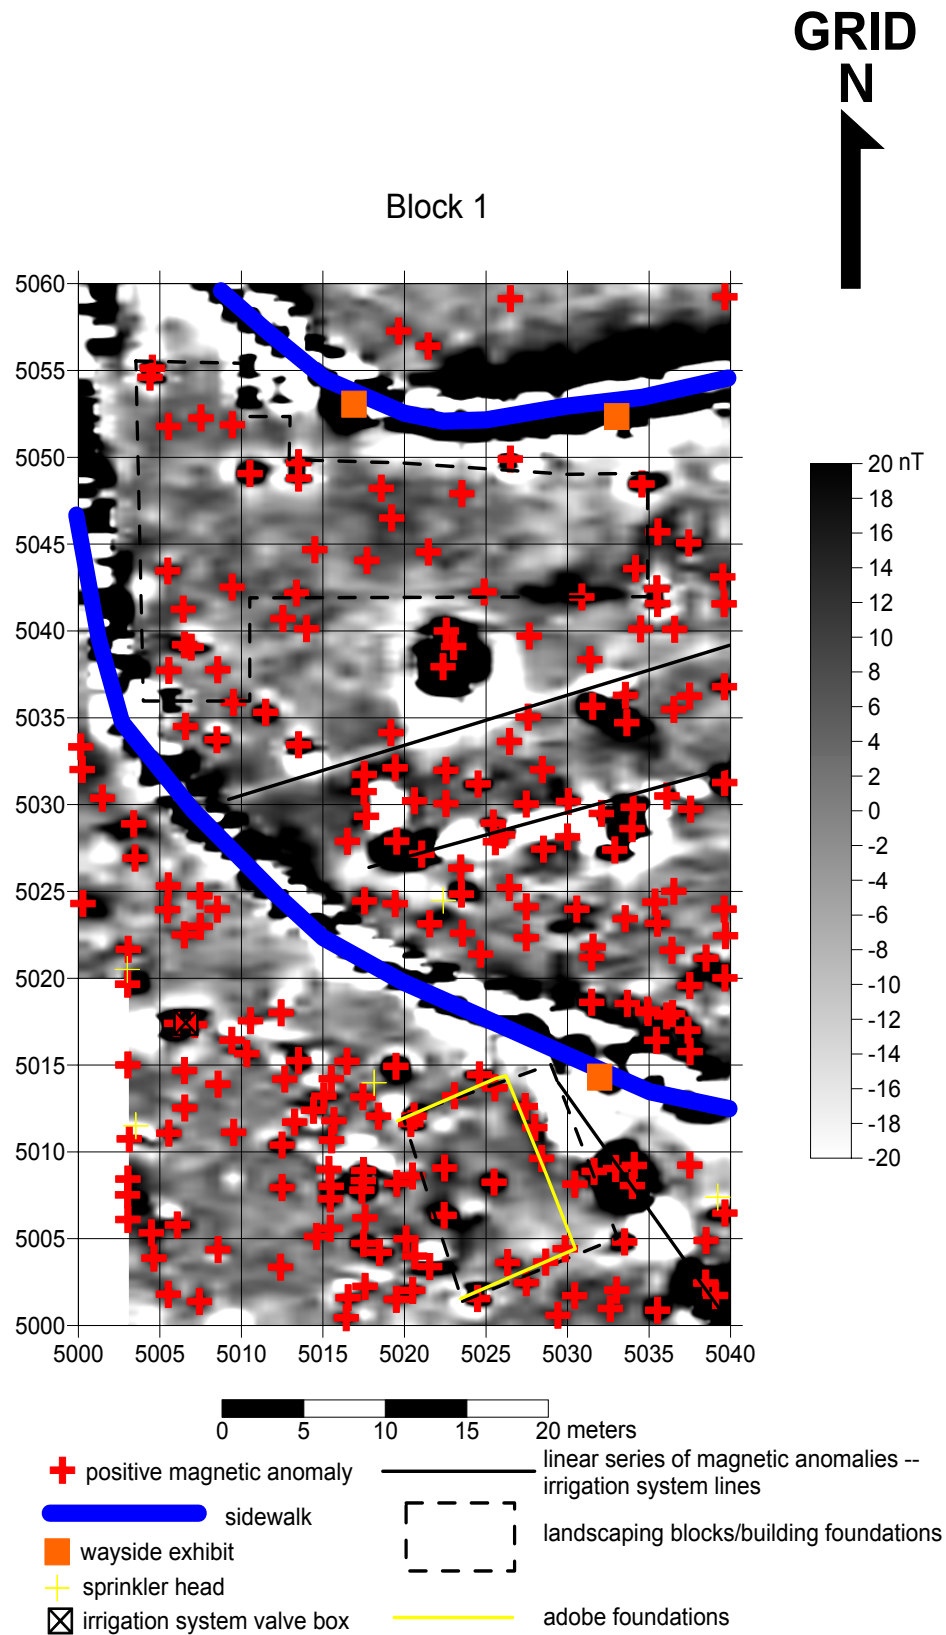 GRID
N
Block 1
5060
5055
5050
5045
5040
5035
5030
5025
5020
5015
5010
5005
5000
5000 5005 5010 5015 5020 5025 5030 5035 5040
20 nT
18
16
14
12
10
8
6
4
2
0
-2
-4
-6
-8
-10
-12
-14
-16
-18
-20
0 5 10 15 20 meters
positive magnetic anomaly
sidewalk
wayside exhibit
sprinkler head
irrigation system valve box
linear series of magnetic anomalies --
irrigation system lines
landscaping blocks/building foundations
adobe foundations